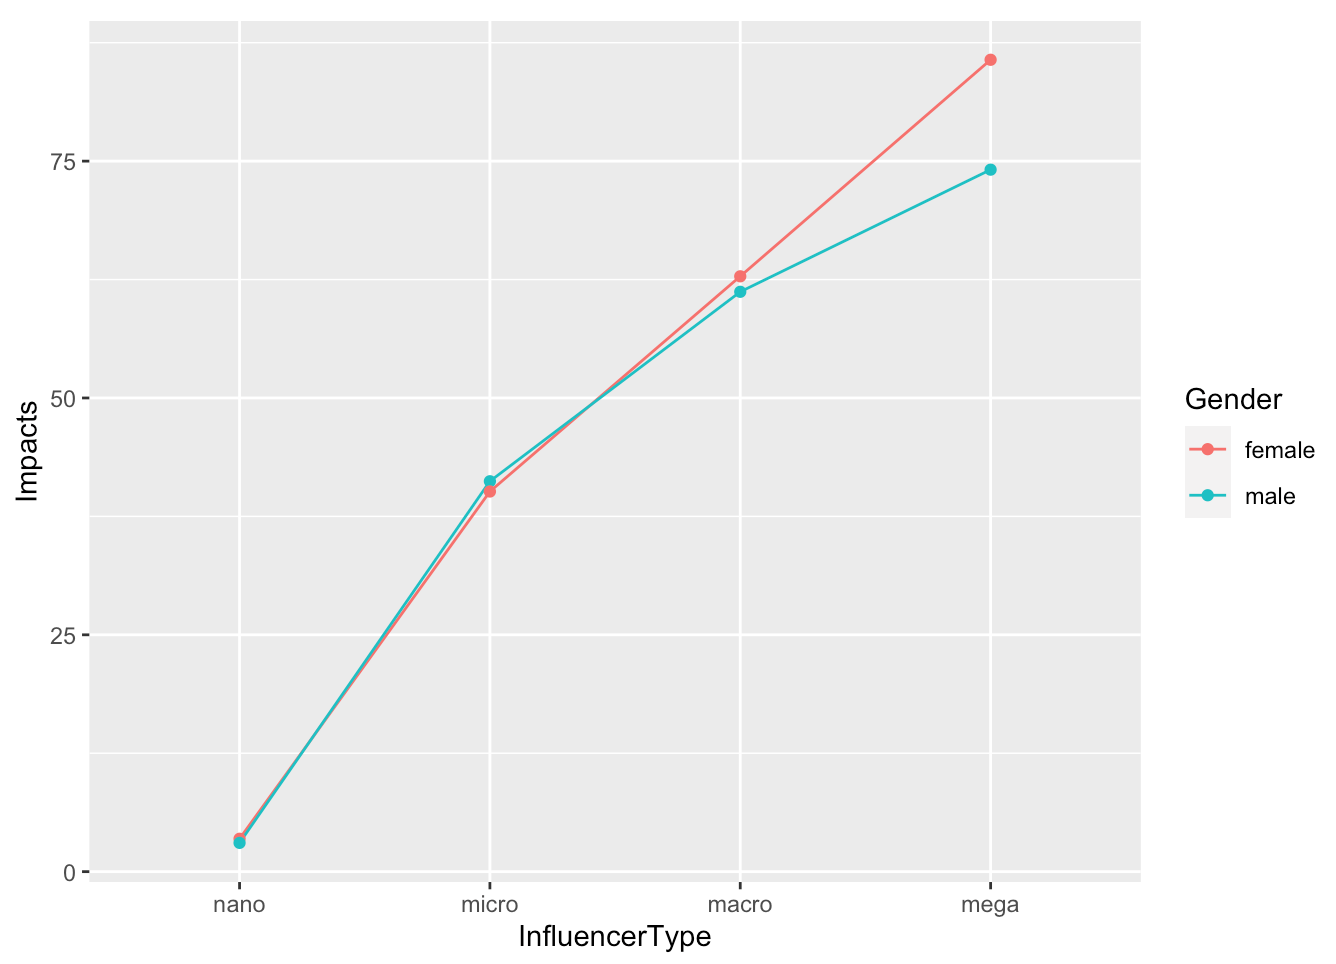 75
50
25
0
Impacts
nano micro macro mega
InfluencerType
Gender
female
male